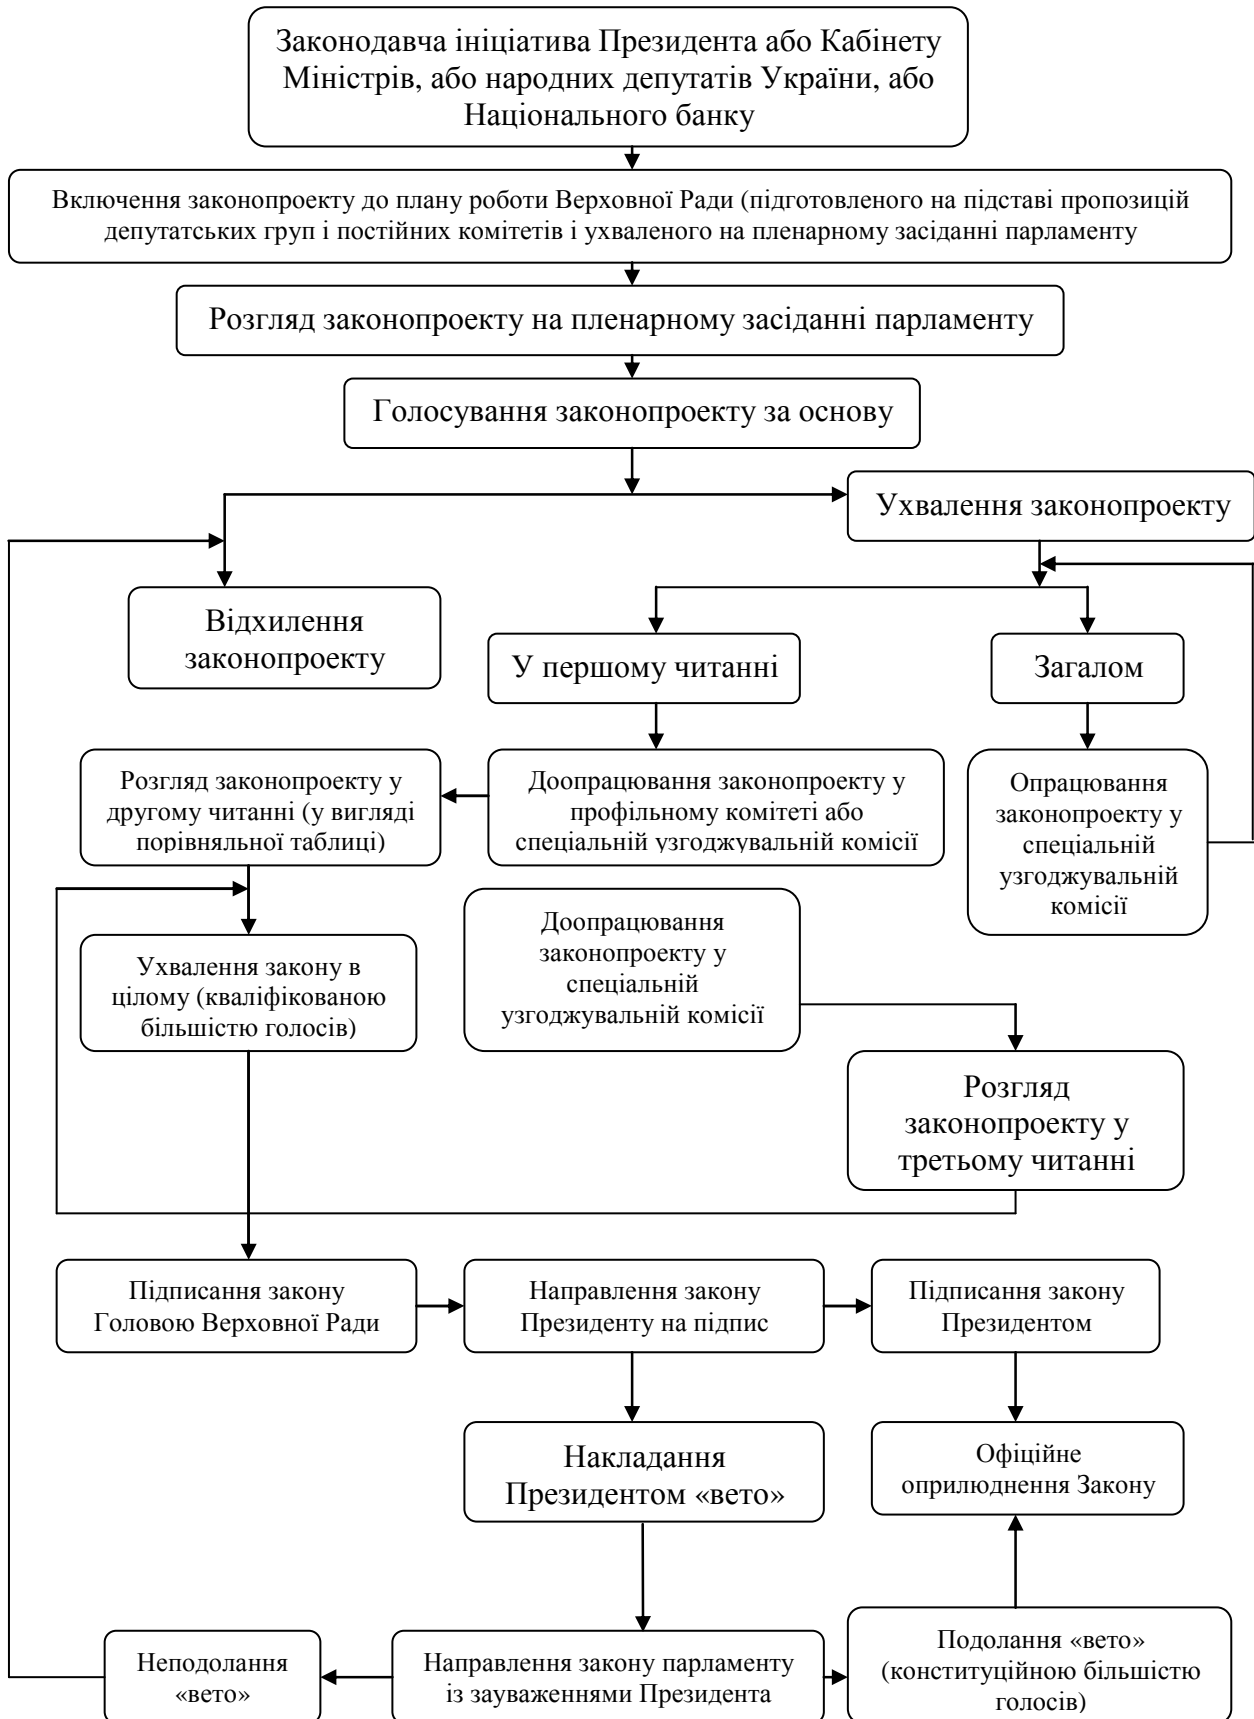 Законодавча ініціатива Президента або Кабінету
Міністрів, або народних депутатів України, або
Національного банку
Включення законопроекту до плану роботи Верховної Ради (підготовленого на підставі пропозицій
депутатських груп і постійних комітетів і ухваленого на пленарному засіданні парламенту
Розгляд законопроекту на пленарному засіданні парламенту
Голосування законопроекту за основу
Ухвалення законопроекту
Відхилення
законопроекту
У першому читанні
Загалом
Розгляд законопроекту у
другому читанні (у вигляді
порівняльної таблиці)
Доопрацювання законопроекту у
профільному комітеті або
спеціальній узгоджувальній комісії
Опрацювання
законопроекту у
спеціальній
узгоджувальній
комісії
Доопрацювання
законопроекту у
спеціальній
узгоджувальній комісії
Ухвалення закону в
цілому (кваліфікованою
більшістю голосів)
Розгляд
законопроекту у
третьому читанні
Підписання закону
Головою Верховної Ради
Направлення закону
Президенту на підпис
Підписання закону
Президентом
Накладання
Президентом «вето»
Офіційне
оприлюднення Закону
Неподолання
«вето»
Направлення закону парламенту
із зауваженнями Президента
Подолання «вето»
(конституційною більшістю
голосів)